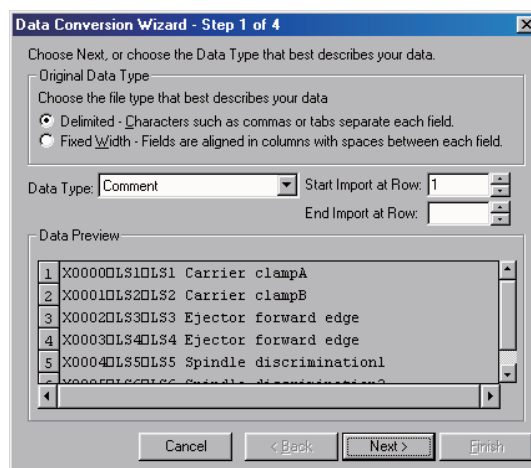 Data Conversion Wizard - Step 1 of 4
Choose Next, or choose the Data Type that best describes your data.
Original Data Type
Choose the file type that best describes your data
Delimited - Characters such as commas or tabs separate each field.
Fixed Width - Fields are aligned in columns with spaces between each field.
Data Type: Comment Start Import at Row: 1
End Import at Row:
Data Preview
1 X0000▯LS1▯LS1 Carrier clampA
2 X0001▯LS2▯LS2 Carrier clampB
3 X0002▯LS3▯LS3 Ejector forward edge
4 X0003▯LS4▯LS4 Ejector forward edge
5 X0004▯LS5▯LS5 Spindle discrimination1
Cancel < Back Next > Finish